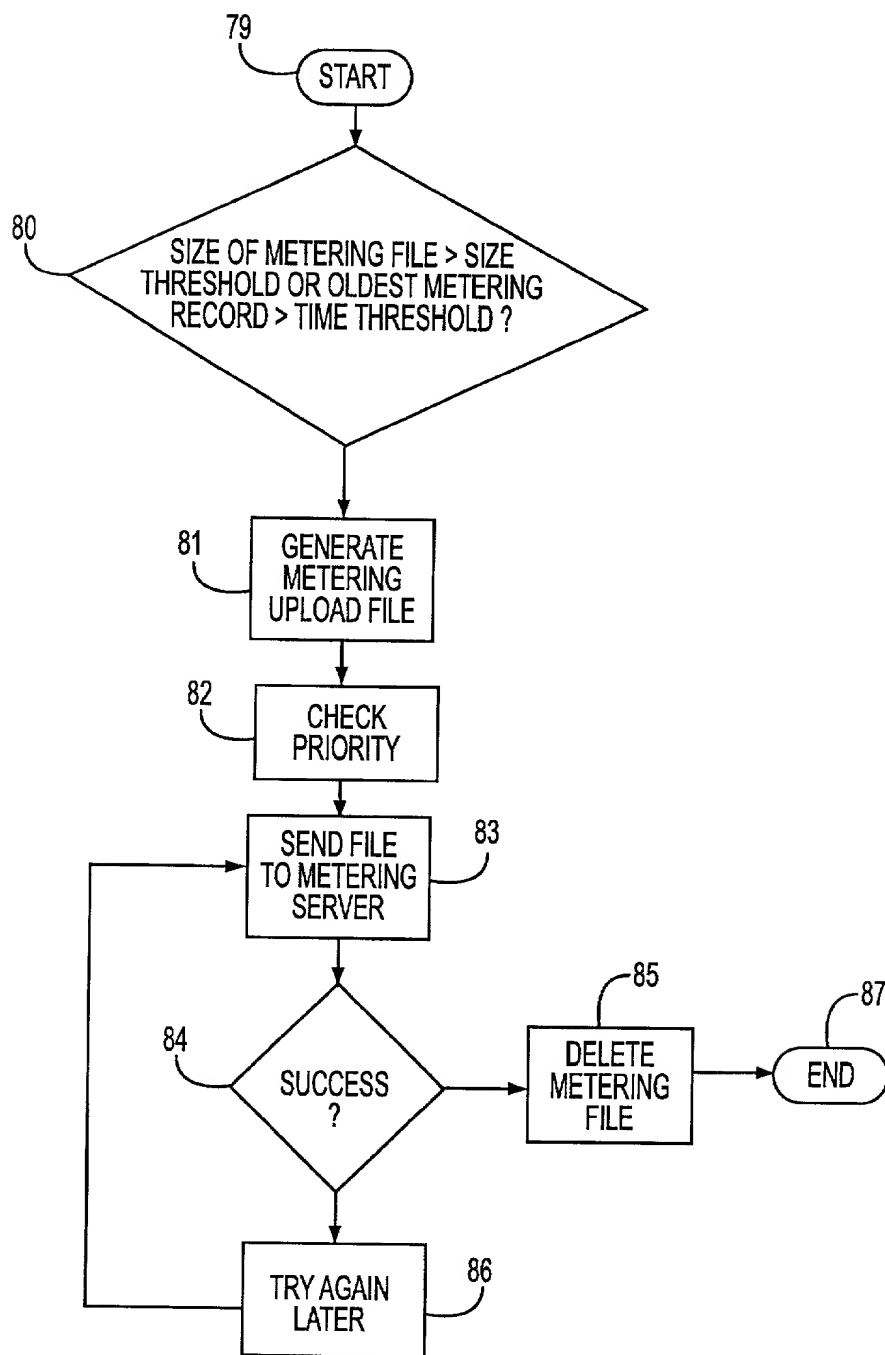 79
START
80
SIZE OF METERING FILE > SIZE
THRESHOLD OR OLDEST METERING
RECORD > TIME THRESHOLD ?
81
GENERATE
METERING
UPLOAD FILE
82
CHECK
PRIORITY
SEND FILE
TO METERING
SERVER
83
84
SUCCESS
?
85
DELETE
METERING
FILE
87
END
TRY AGAIN
LATER
86